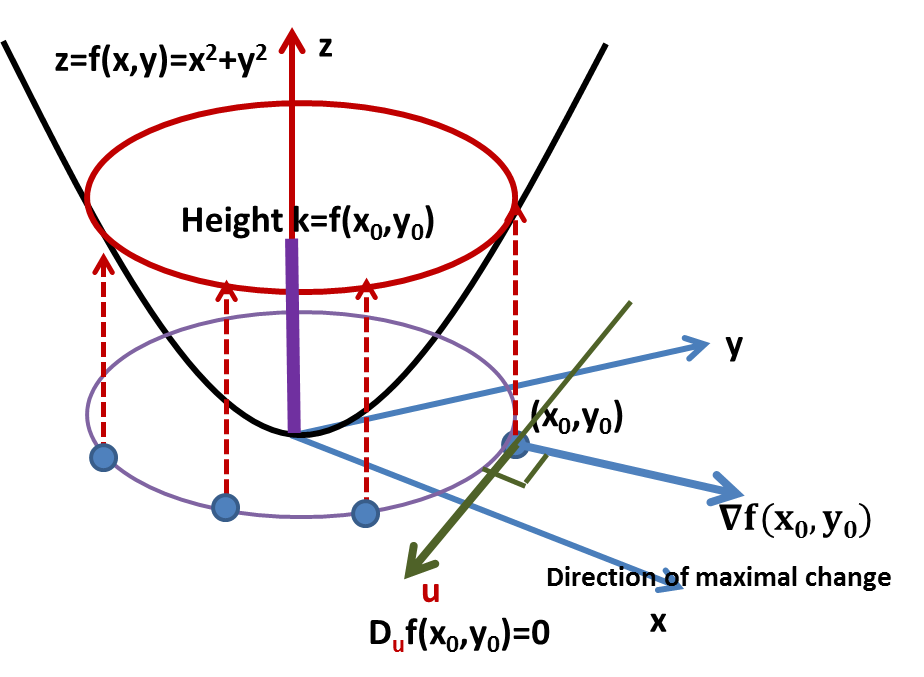 z=f(x,y)=x²+y²
z
Height k=f(x₀,y₀)
y
(x₀,y₀)
∇f(x₀,y₀)
Direction of maximal change
u
x
Dᵤf(x₀,y₀)=0